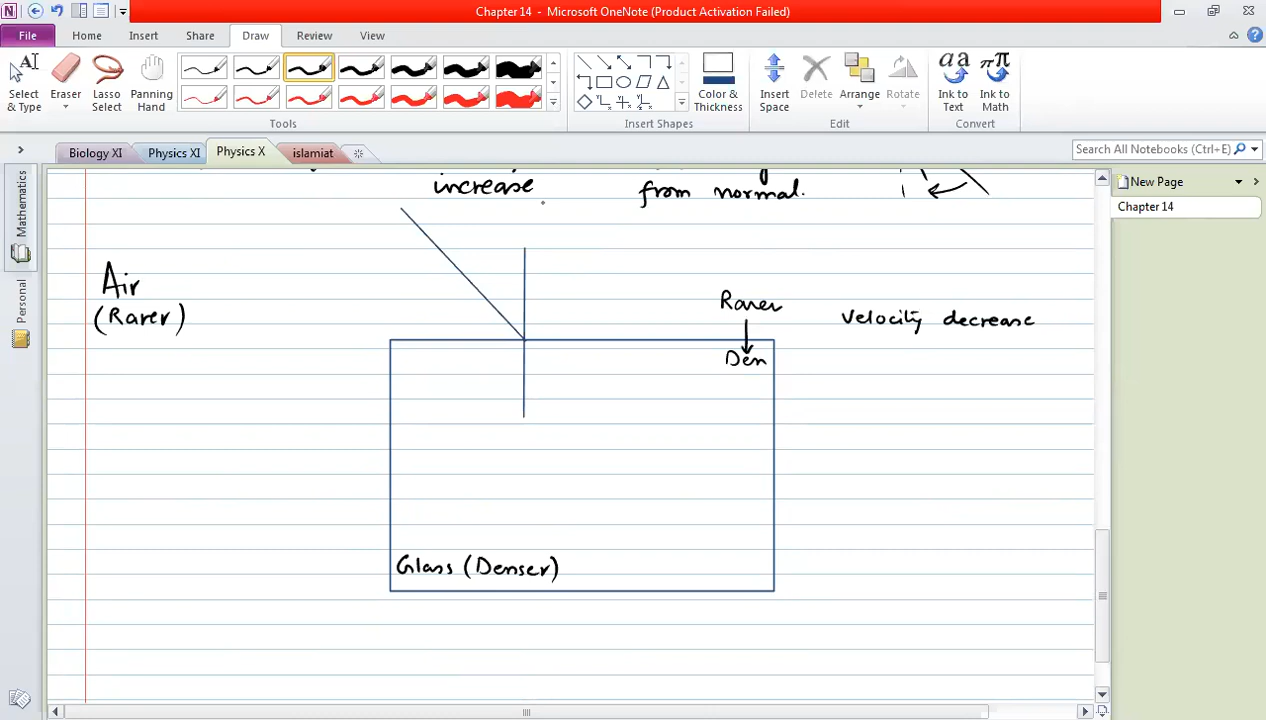 Chapter 14 - Microsoft OneNote (Product Activation Failed)
File Home Insert Share Draw Review View
Select & Type
Eraser
Lasso Select
Panning Hand
Color & Thickness
Insert Space
Delete
Arrange
Rotate
Ink to Text
Ink to Math
Tools
Insert Shapes
Edit
Convert
Biology XI
Physics XI
Physics X
islamiat
Search All Notebooks (Ctrl+E)
Mathematics
Personal
New Page
Chapter 14
increase
from normal.
Air
(Rarer)
Rarer
Velocity decrease
Den
Glass (Denser)